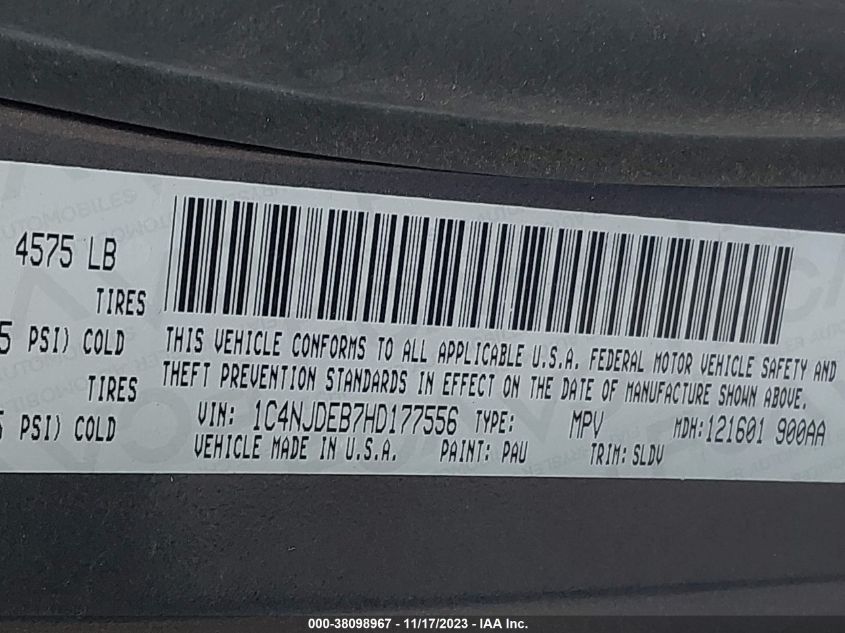 4575 LB
TIRES
5 PSI) COLD
THIS VEHICLE CONFORMS TO ALL APPLICABLE U.S.A. FEDERAL MOTOR VEHICLE SAFETY AND
TIRES
THEFT PREVENTION STANDARDS IN EFFECT ON THE DATE OF MANUFACTURE SHOWN ABOVE.
5 PSI) COLD
VIN: 1C4NJDEB7HD177556 TYPE: MPV MDH:121601 900AA
VEHICLE MADE IN U.S.A. PAINT: PAU TRIM: SLDV
000-38098967 - 11/17/2023 - IAA Inc.